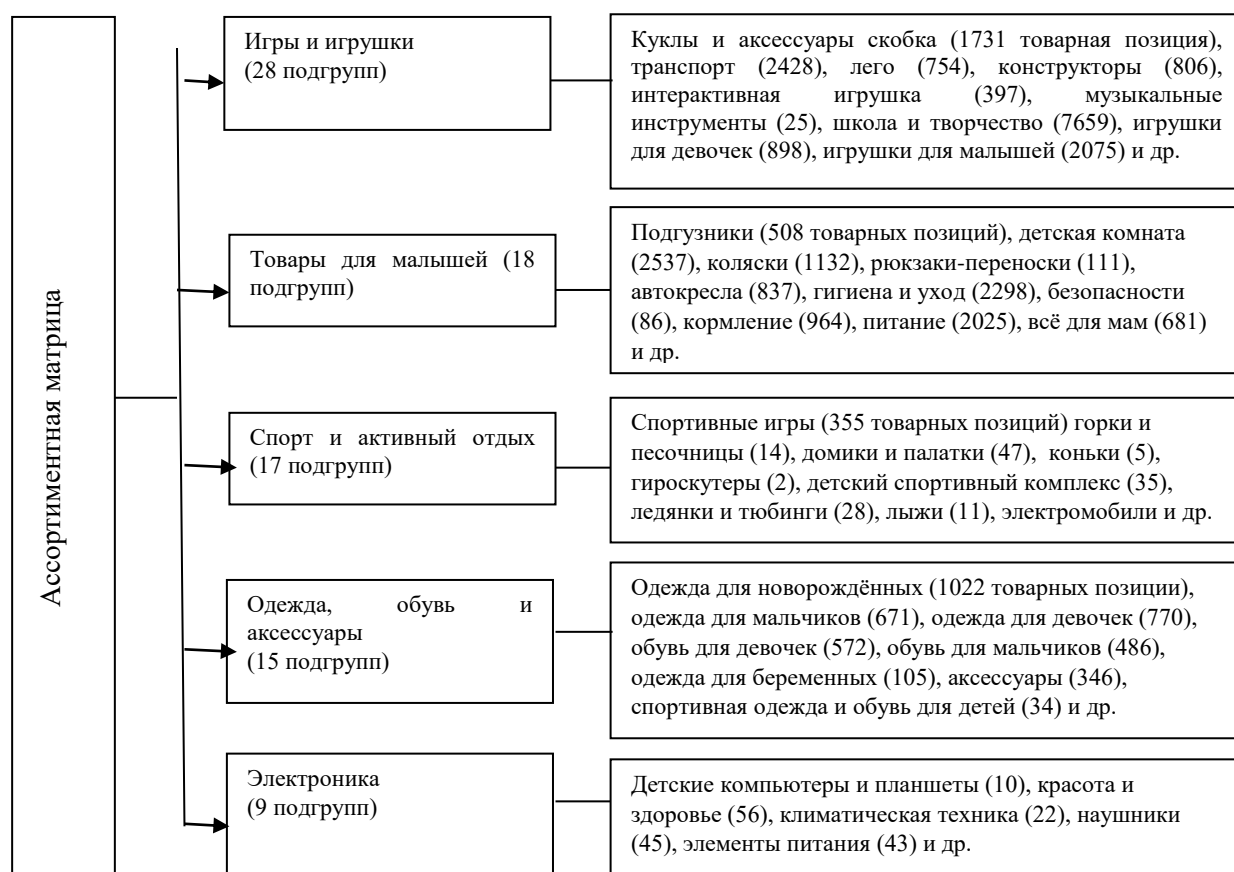 Ассортиментная матрица
Игры и игрушки
(28 подгрупп)
Куклы и аксессуары скобка (1731 товарная позиция),
транспорт (2428), лего (754), конструкторы (806),
интерактивная игрушка (397), музыкальные
инструменты (25), школа и творчество (7659), игрушки
для девочек (898), игрушки для малышей (2075) и др.
Товары для малышей (18
подгрупп)
Подгузники (508 товарных позиций), детская комната
(2537), коляски (1132), рюкзаки-переноски (111),
автокресла (837), гигиена и уход (2298), безопасности
(86), кормление (964), питание (2025), всё для мам (681)
и др.
Спорт и активный отдых
(17 подгрупп)
Спортивные игры (355 товарных позиций) горки и
песочницы (14), домики и палатки (47), коньки (5),
гироскутеры (2), детский спортивный комплекс (35),
ледянки и тюбинги (28), лыжи (11), электромобили и др.
Одежда, обувь и
аксессуары
(15 подгрупп)
Одежда для новорождённых (1022 товарных позиции),
одежда для мальчиков (671), одежда для девочек (770),
обувь для девочек (572), обувь для мальчиков (486),
одежда для беременных (105), аксессуары (346),
спортивная одежда и обувь для детей (34) и др.
Электроника
(9 подгрупп)
Детские компьютеры и планшеты (10), красота и
здоровье (56), климатическая техника (22), наушники
(45), элементы питания (43) и др.